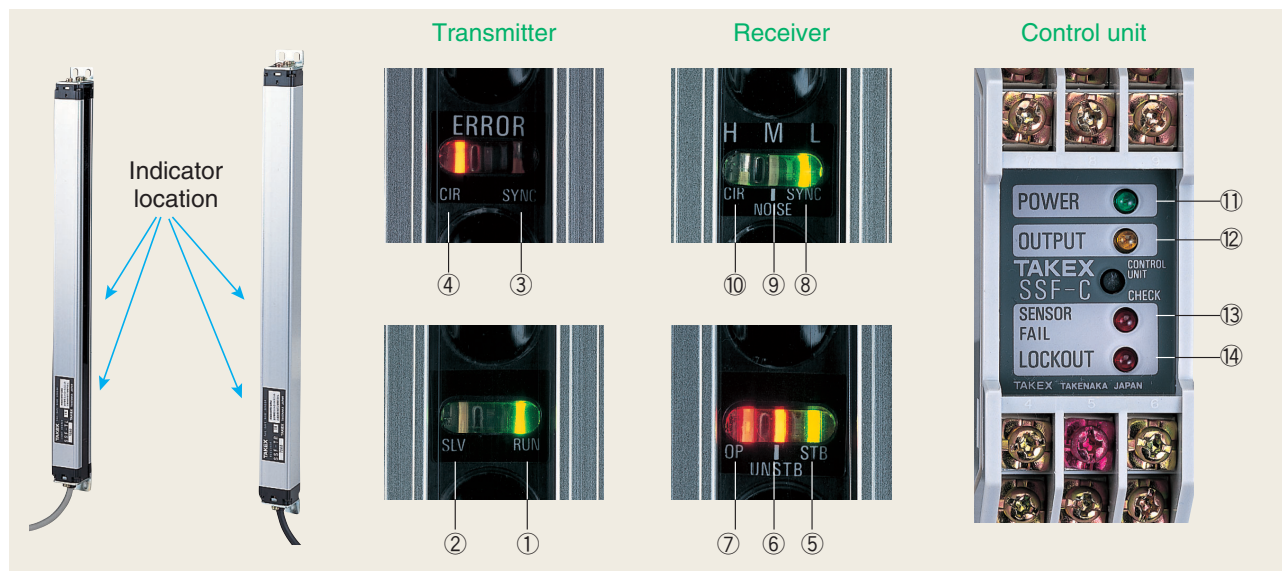 Transmitter
Receiver
Control unit
Indicator
location
ERROR
CIR SYNC
④ ③
H M L
CIR SYNC
NOISE
⑩ ⑨ ⑧
SLV RUN
② ①
OP STB
UNSTB
⑦ ⑥ ⑤
POWER
⑪
OUTPUT
⑫
TAKEX
SSF-C
CONTROL
UNIT
CHECK
SENSOR
FAIL
⑬
LOCKOUT
⑭
TAKEX TAKENAKA JAPAN
TAKEX
TAKEX